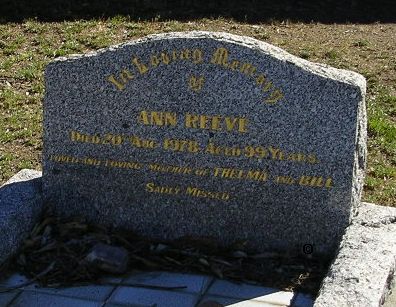 In Loving Memory
of
ANN REEVE
DIED 20TH AUG 1978 AGED 99 YEARS
LOVED AND LOVING MOTHER OF THELMA AND BILL
SADLY MISSED